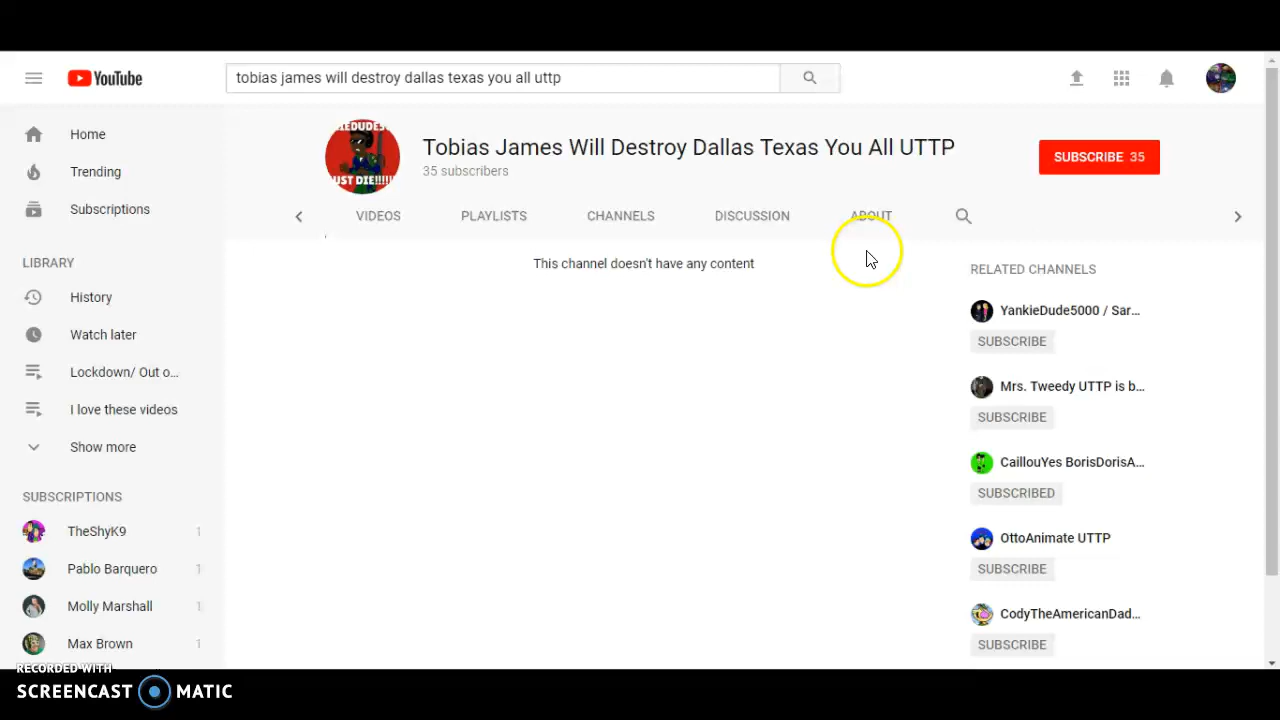 YouTube
tobias james will destroy dallas texas you all uttp
Home
Trending
Subscriptions
LIBRARY
History
Watch later
Lockdown/ Out o...
I love these videos
Show more
SUBSCRIPTIONS
TheShyK9 1
Pablo Barquero 1
Molly Marshall 1
Max Brown 1
IEDUDES
UST DIE!!!!!!
Tobias James Will Destroy Dallas Texas You All UTTP
35 subscribers
SUBSCRIBE 35
VIDEOS PLAYLISTS CHANNELS DISCUSSION ABOUT
This channel doesn't have any content
RELATED CHANNELS
YankieDude5000 / Sar...
SUBSCRIBE
Mrs. Tweedy UTTP is b...
SUBSCRIBE
CaillouYes BorisDorisA...
SUBSCRIBED
OttoAnimate UTTP
SUBSCRIBE
CodyTheAmericanDad...
SUBSCRIBE
RECORDED WITH
SCREENCAST MATIC